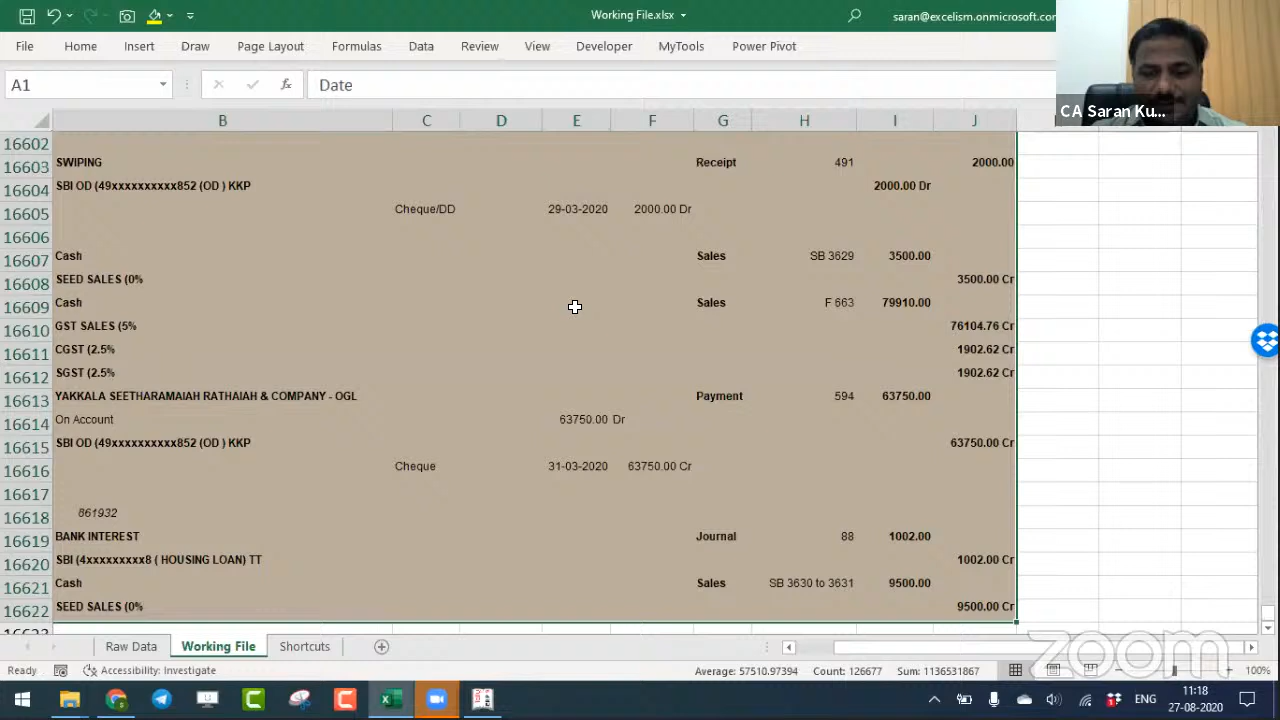 Working File.xlsx
saran@excelism.onmicrosoft.con
File Home Insert Draw Page Layout Formulas Data Review View Developer MyTools Power Pivot
A1 fx Date
CA Saran Ku...
B C D E F G H I J
16602
16603 SWIPING Receipt 491 2000.00
16604 SBI OD (49xxxxxxxxxx852 (OD ) KKP 2000.00 Dr
16605 Cheque/DD 29-03-2020 2000.00 Dr
16606
16607 Cash Sales SB 3629 3500.00
16608 SEED SALES (0% 3500.00 Cr
16609 Cash Sales F 663 79910.00
16610 GST SALES (5% 76104.76 Cr
16611 CGST (2.5% 1902.62 Cr
16612 SGST (2.5% 1902.62 Cr
16613 YAKKALA SEETHARAMAIAH RATHAIAH & COMPANY - OGL Payment 594 63750.00
16614 On Account 63750.00 Dr
16615 SBI OD (49xxxxxxxxxx852 (OD ) KKP 63750.00 Cr
16616 Cheque 31-03-2020 63750.00 Cr
16617
16618 861932
16619 BANK INTEREST Journal 88 1002.00
16620 SBI (4xxxxxxxxx8 ( HOUSING LOAN) TT 1002.00 Cr
16621 Cash Sales SB 3630 to 3631 9500.00
16622 SEED SALES (0% 9500.00 Cr
Raw Data Working File Shortcuts
zoom
Ready Accessibility: Investigate Average: 57510.97394 Count: 126677 Sum: 1136531867 100%
ENG 11:18
27-08-2020